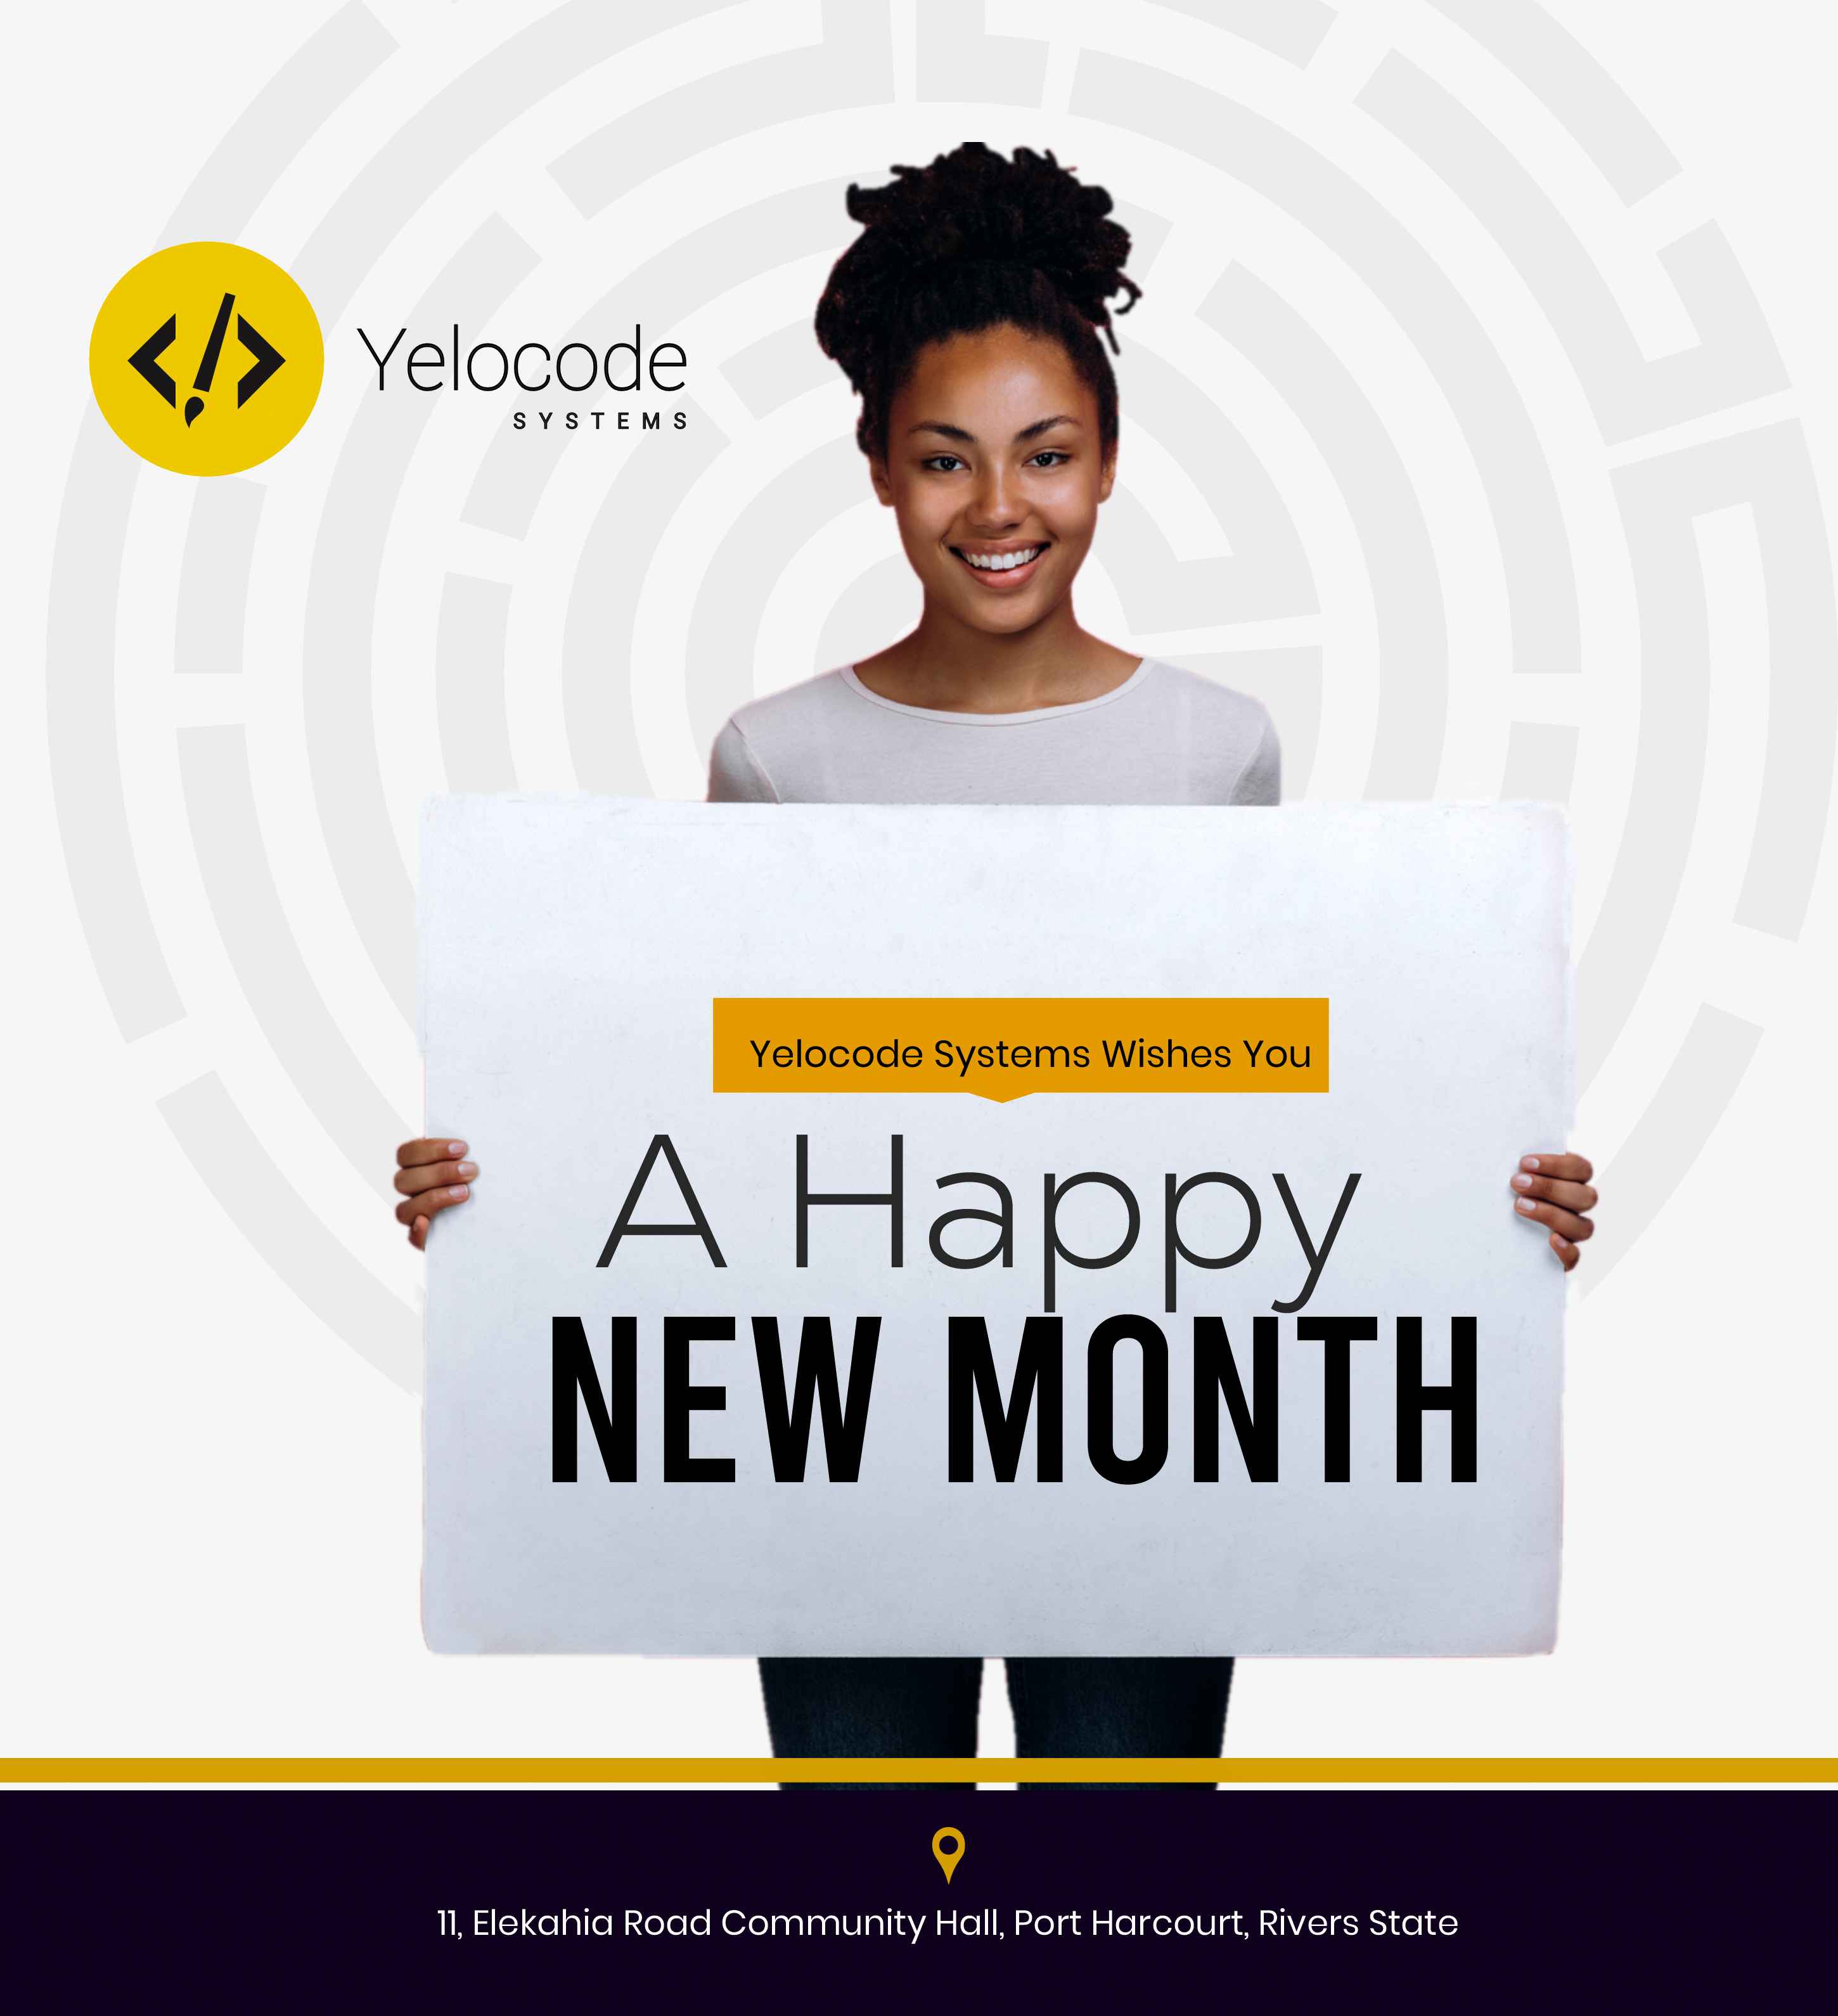 Yelocode
SYSTEMS
Yelocode Systems Wishes You
A Happy
NEW MONTH
11, Elekahia Road Community Hall, Port Harcourt, Rivers State